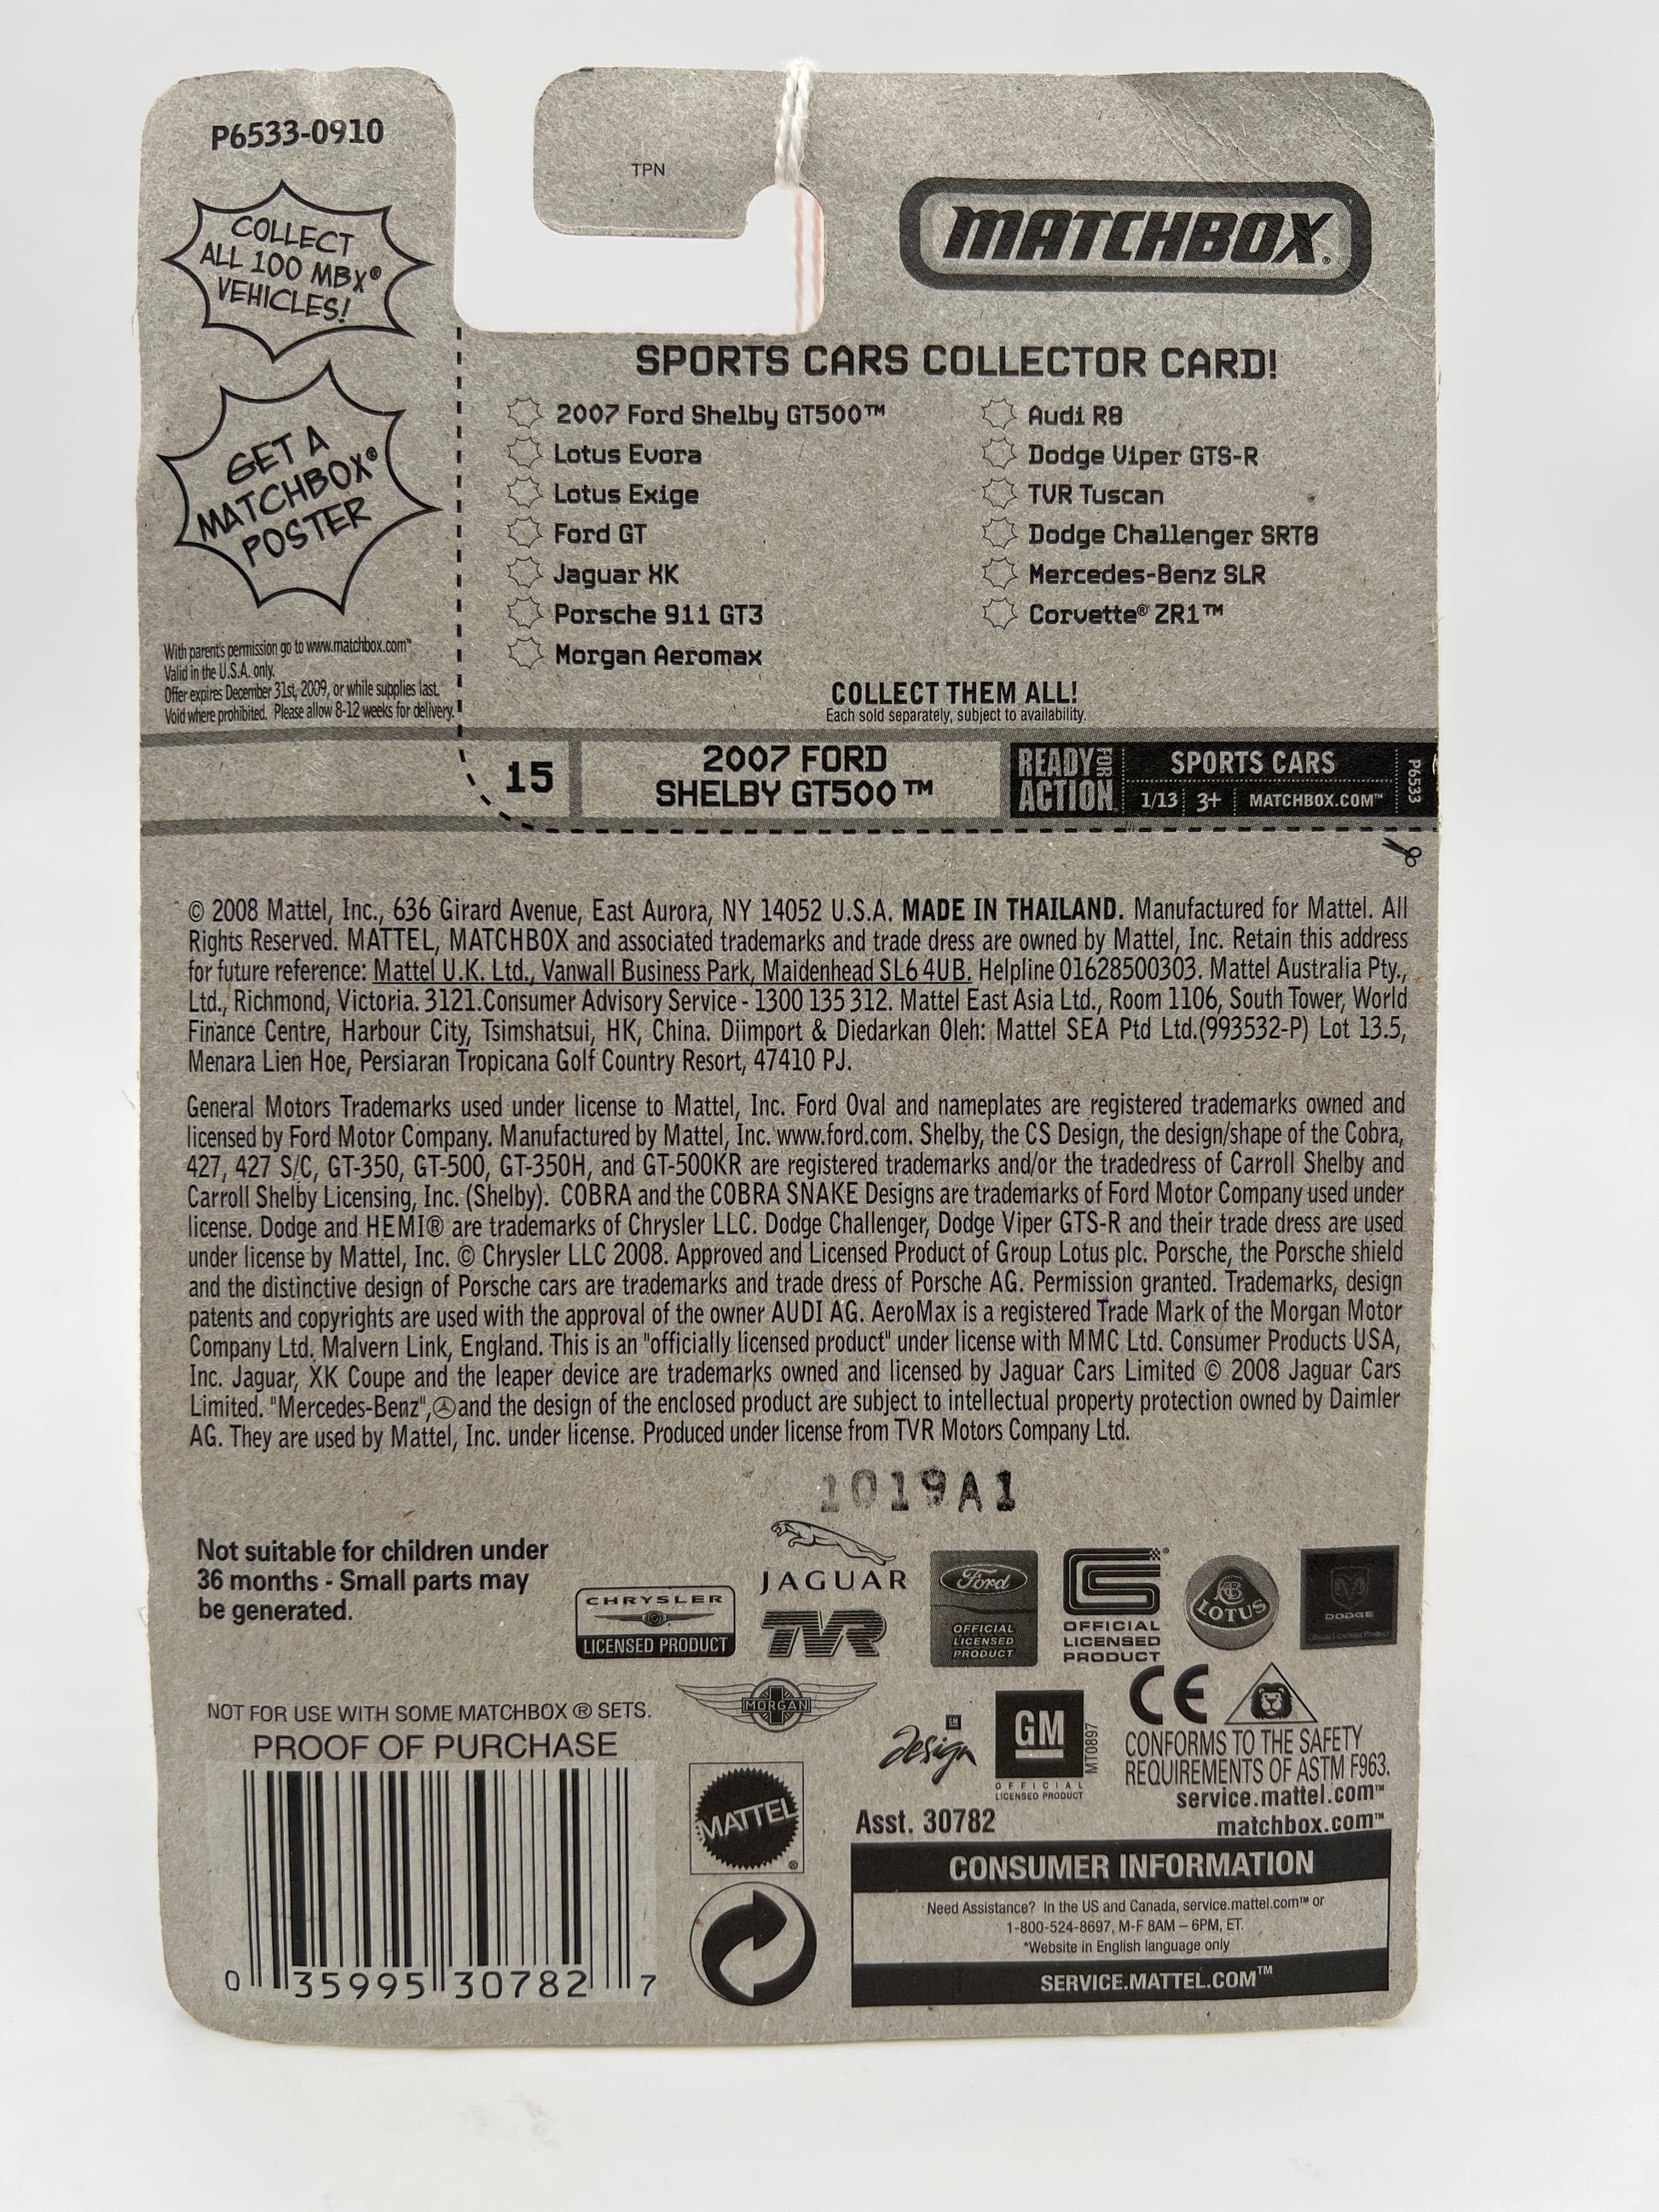 P6533-0910
TPN
COLLECT
ALL 100 MBX®
VEHICLES!
MATCHBOX®
GET A
MATCHBOX®
POSTER
With parent's permission go to www.matchbox.com™
Valid in the U.S.A. only.
Offer expires December 31st, 2009, or while supplies last.
Void where prohibited. Please allow 8-12 weeks for delivery.
SPORTS CARS COLLECTOR CARD!
2007 Ford Shelby GT500™
Lotus Evora
Lotus Exige
Ford GT
Jaguar XK
Porsche 911 GT3
Morgan Aeromax
Audi R8
Dodge Viper GTS-R
TVR Tuscan
Dodge Challenger SRT8
Mercedes-Benz SLR
Corvette® ZR1™
COLLECT THEM ALL!
Each sold separately, subject to availability.
15
2007 FORD
SHELBY GT500™
READY FOR
ACTION
SPORTS CARS
1/13 3+ MATCHBOX.COM™
P6533
© 2008 Mattel, Inc., 636 Girard Avenue, East Aurora, NY 14052 U.S.A. MADE IN THAILAND. Manufactured for Mattel. All
Rights Reserved. MATTEL, MATCHBOX and associated trademarks and trade dress are owned by Mattel, Inc. Retain this address
for future reference: Mattel U.K. Ltd., Vanwall Business Park, Maidenhead SL6 4UB. Helpline 01628500303. Mattel Australia Pty.,
Ltd., Richmond, Victoria. 3121.Consumer Advisory Service - 1300 135 312. Mattel East Asia Ltd., Room 1106, South Tower, World
Finance Centre, Harbour City, Tsimshatsui, HK, China. Diimport & Diedarkan Oleh: Mattel SEA Ptd Ltd.(993532-P) Lot 13.5,
Menara Lien Hoe, Persiaran Tropicana Golf Country Resort, 47410 PJ.
General Motors Trademarks used under license to Mattel, Inc. Ford Oval and nameplates are registered trademarks owned and
licensed by Ford Motor Company. Manufactured by Mattel, Inc. www.ford.com. Shelby, the CS Design, the design/shape of the Cobra,
427, 427 S/C, GT-350, GT-500, GT-350H, and GT-500KR are registered trademarks and/or the tradedress of Carroll Shelby and
Carroll Shelby Licensing, Inc. (Shelby). COBRA and the COBRA SNAKE Designs are trademarks of Ford Motor Company used under
license. Dodge and HEMI® are trademarks of Chrysler LLC. Dodge Challenger, Dodge Viper GTS-R and their trade dress are used
under license by Mattel, Inc. © Chrysler LLC 2008. Approved and Licensed Product of Group Lotus plc. Porsche, the Porsche shield
and the distinctive design of Porsche cars are trademarks and trade dress of Porsche AG. Permission granted. Trademarks, design
patents and copyrights are used with the approval of the owner AUDI AG. AeroMax is a registered Trade Mark of the Morgan Motor
Company Ltd. Malvern Link, England. This is an "officially licensed product" under license with MMC Ltd. Consumer Products USA,
Inc. Jaguar, XK Coupe and the leaper device are trademarks owned and licensed by Jaguar Cars Limited © 2008 Jaguar Cars
Limited. "Mercedes-Benz", and the design of the enclosed product are subject to intellectual property protection owned by Daimler
AG. They are used by Mattel, Inc. under license. Produced under license from TVR Motors Company Ltd.
1019A1
Not suitable for children under
36 months - Small parts may
be generated.
CHRYSLER
LICENSED PRODUCT
JAGUAR
TVR
Ford
OFFICIAL
LICENSED
PRODUCT
OFFICIAL
LICENSED
PRODUCT
LOTUS
DODGE
MORGAN
GM
design
GM
OFFICIAL
LICENSED PRODUCT
MT0897
CE
CONFORMS TO THE SAFETY
REQUIREMENTS OF ASTM F963.
service.mattel.com™
matchbox.com™
NOT FOR USE WITH SOME MATCHBOX ® SETS.
PROOF OF PURCHASE
0 35995 30782 7
MATTEL®
Asst. 30782
CONSUMER INFORMATION
Need Assistance? In the US and Canada, service.mattel.com™ or
1-800-524-8697, M-F 8AM – 6PM, ET.
*Website in English language only
SERVICE.MATTEL.COM™